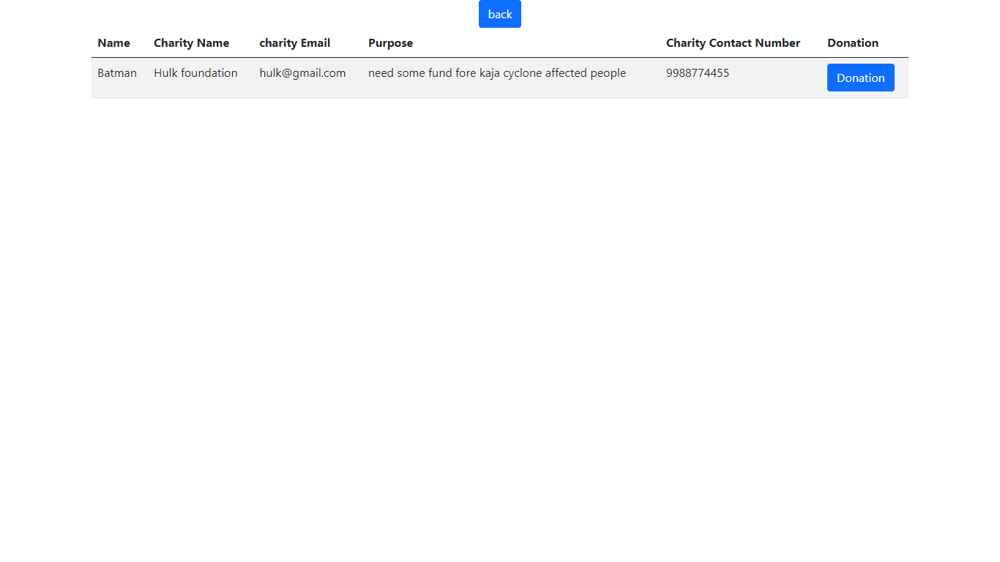 back
Name Charity Name charity Email Purpose Charity Contact Number Donation
Batman Hulk foundation hulk@gmail.com need some fund fore kaja cyclone affected people 9988774455 Donation